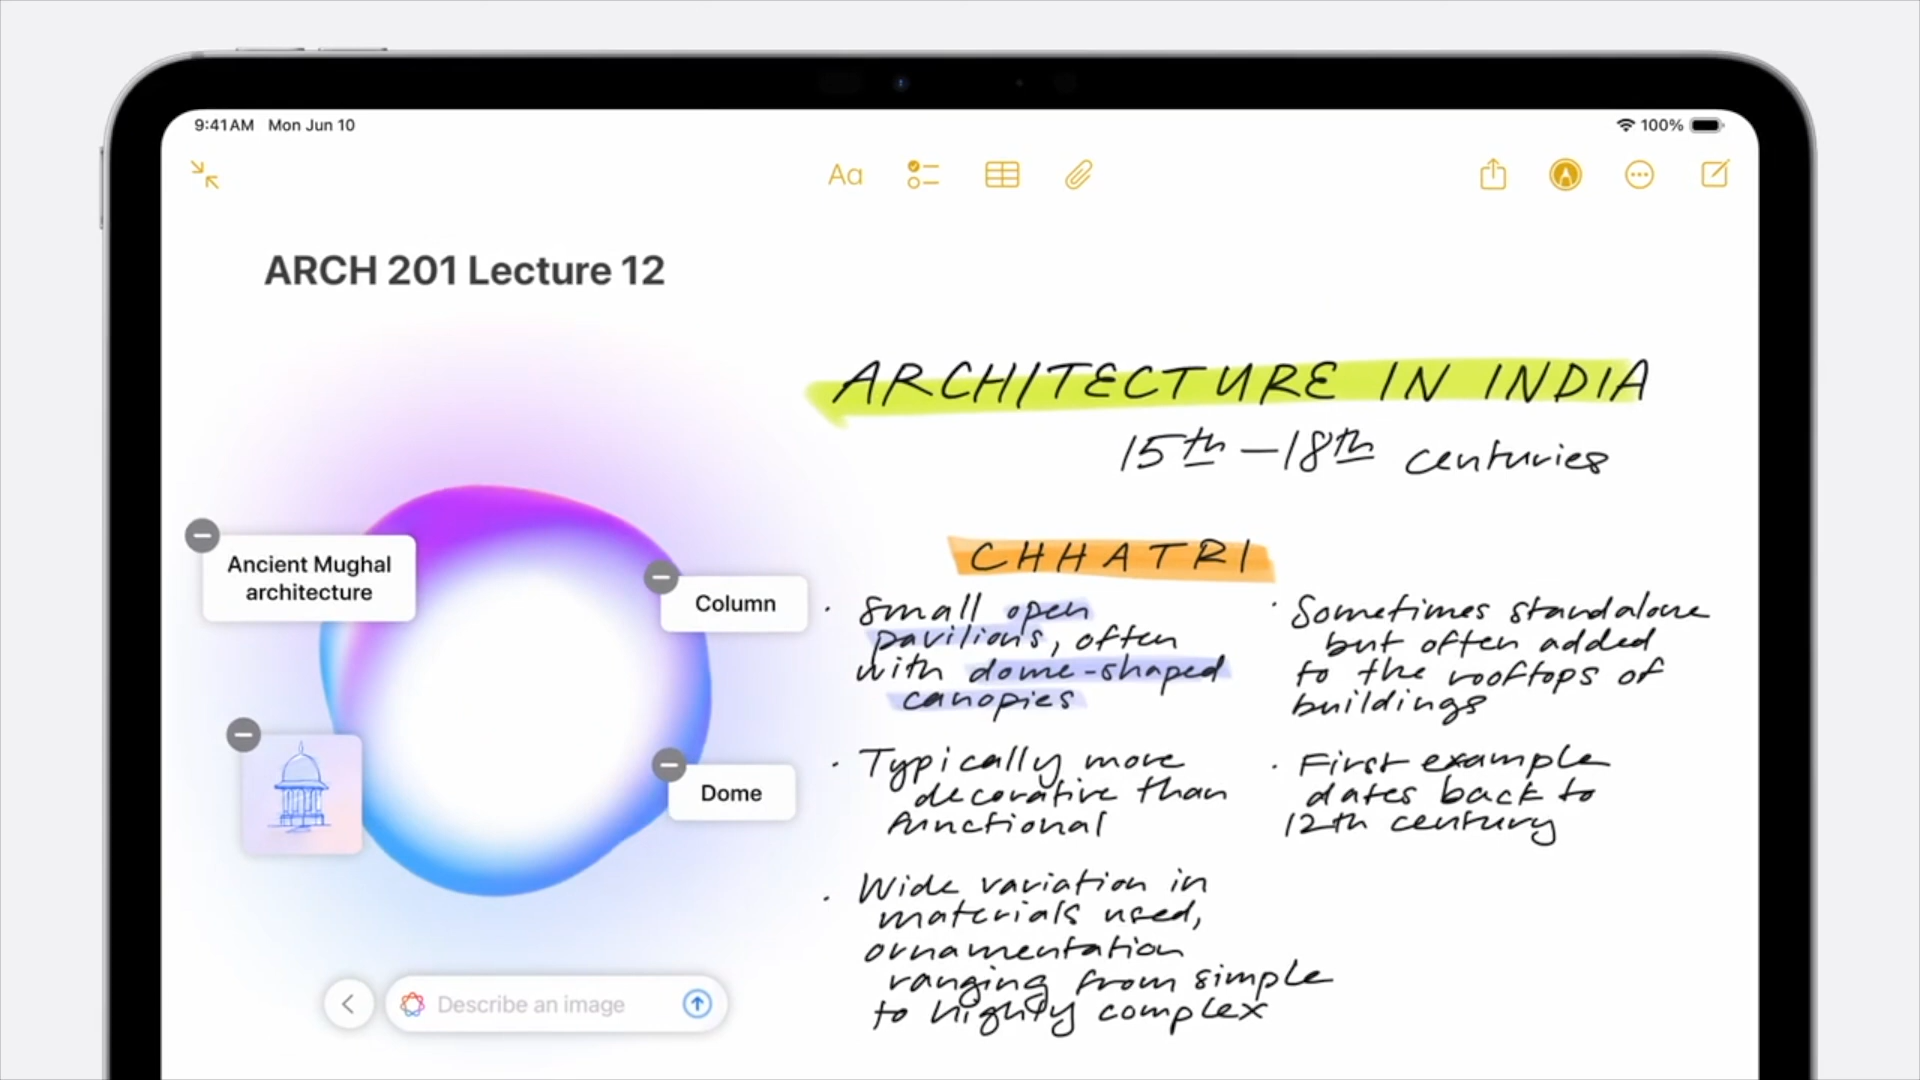 9:41 AM Mon Jun 10
100%
Aa
ARCH 201 Lecture 12
ARCHITECTURE IN INDIA
15th – 18th centuries
Ancient Mughal
architecture
Column
Dome
Describe an image
CHHATRI
· Small open
pavilions, often
with dome-shaped
canopies
· Typically more
decorative than
functional
· Wide variation in
materials used,
ornamentation
ranging from simple
to highly complex
· Sometimes standalone
but often added
to the rooftops of
buildings
· First example
dates back to
12th century